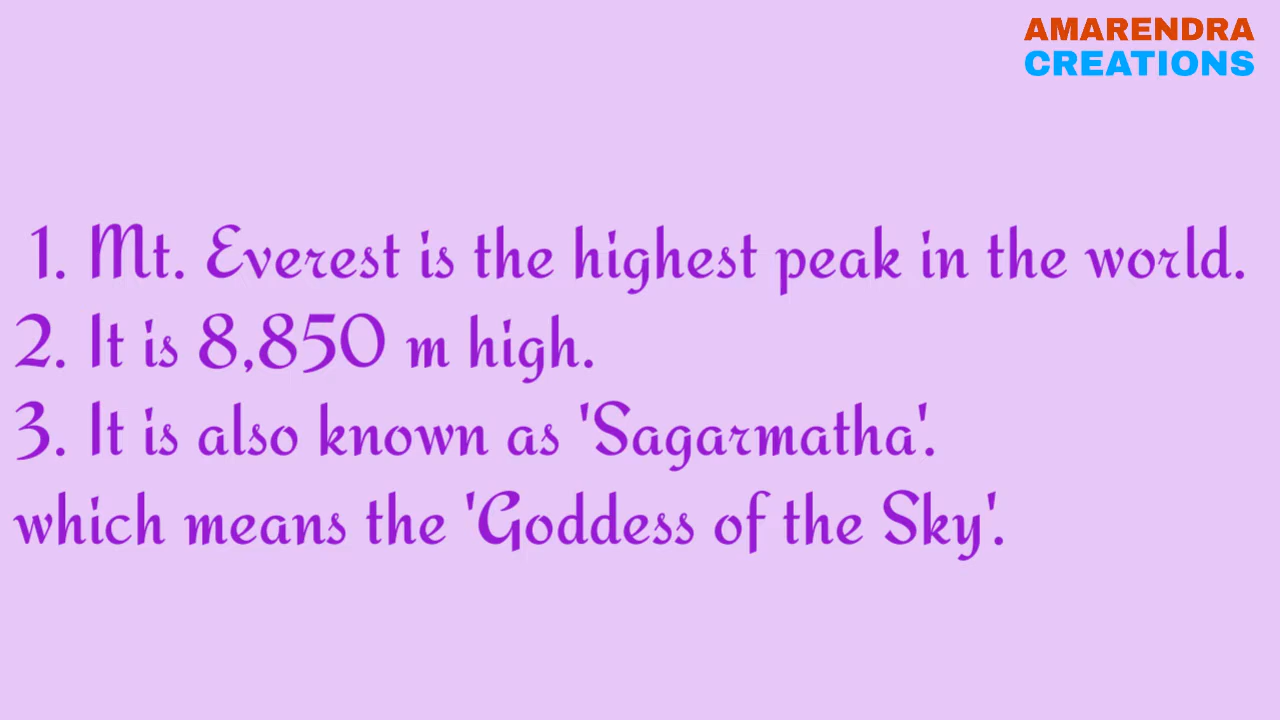 AMARENDRA
CREATIONS
1. Mt. Everest is the highest peak in the world.
2. It is 8,850 m high.
3. It is also known as 'Sagarmatha'.
which means the 'Goddess of the Sky'.